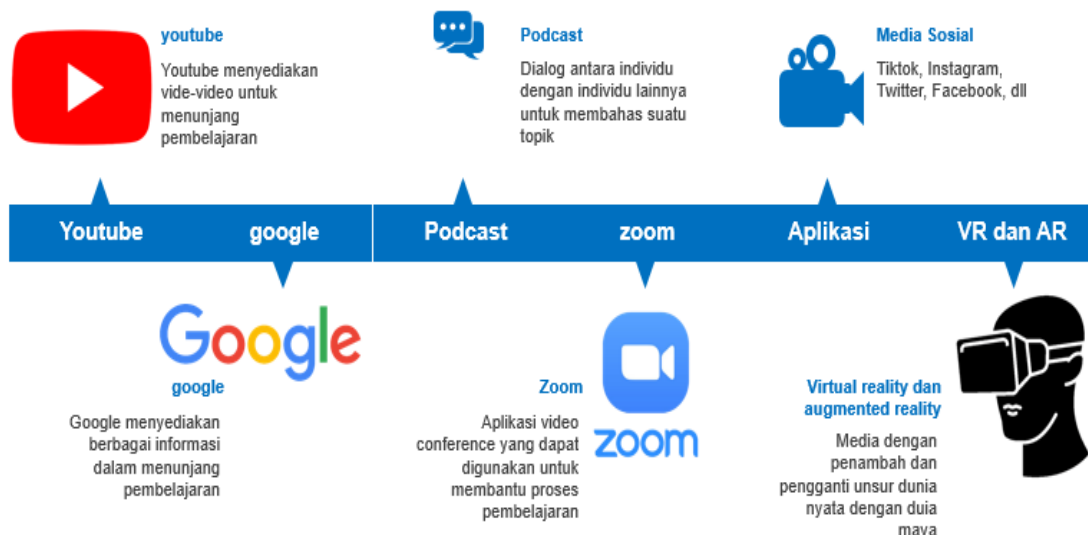 youtube
Youtube menyediakan
vide-video untuk
menunjang
pembelajaran
Podcast
Dialog antara individu
dengan individu lainnya
untuk membahas suatu
topik
Media Sosial
Tiktok, Instagram,
Twitter, Facebook, dll
Youtube
google
Podcast
zoom
Aplikasi
VR dan AR
Google
google
Google menyediakan
berbagai informasi
dalam menunjang
pembelajaran
zoom
Zoom
Aplikasi video
conference yang dapat
digunakan untuk
membantu proses
pembelajaran
Virtual reality dan
augmented reality
Media dengan
penambah dan
pengganti unsur dunia
nyata dengan duia
maya